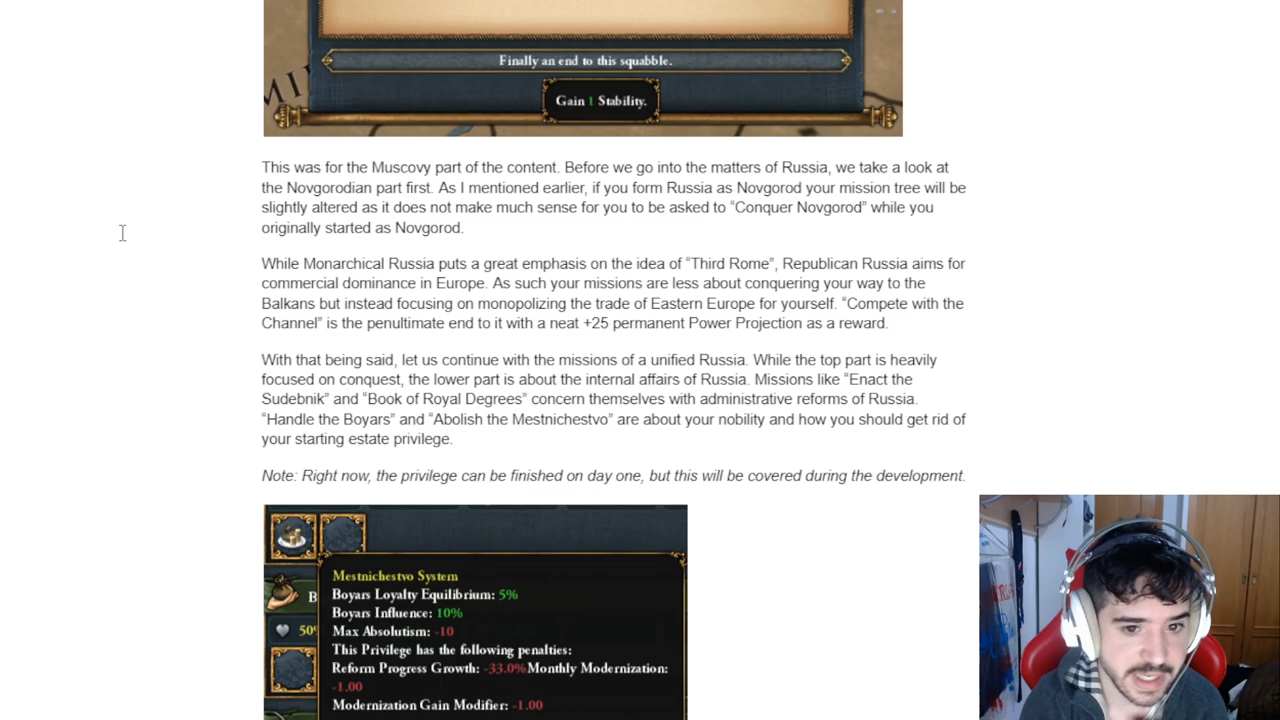 Finally an end to this squabble.
Gain 1 Stability.
This was for the Muscovy part of the content. Before we go into the matters of Russia, we take a look at
the Novgorodian part first. As I mentioned earlier, if you form Russia as Novgorod your mission tree will be
slightly altered as it does not make much sense for you to be asked to “Conquer Novgorod” while you
originally started as Novgorod.
While Monarchical Russia puts a great emphasis on the idea of “Third Rome”, Republican Russia aims for
commercial dominance in Europe. As such your missions are less about conquering your way to the
Balkans but instead focusing on monopolizing the trade of Eastern Europe for yourself. “Compete with the
Channel” is the penultimate end to it with a neat +25 permanent Power Projection as a reward.
With that being said, let us continue with the missions of a unified Russia. While the top part is heavily
focused on conquest, the lower part is about the internal affairs of Russia. Missions like “Enact the
Sudebnik” and “Book of Royal Degrees” concern themselves with administrative reforms of Russia.
“Handle the Boyars” and “Abolish the Mestnichestvo” are about your nobility and how you should get rid of
your starting estate privilege.
Note: Right now, the privilege can be finished on day one, but this will be covered during the development.
Mestnichestvo System
Boyars Loyalty Equilibrium: 5%
B
Boyars Influence: 10%
50
Max Absolutism: -10
This Privilege has the following penalties:
Reform Progress Growth: -33.0%Monthly Modernization:
-1.00
Modernization Gain Modifier: -1.00